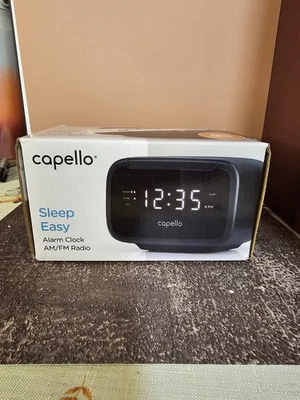 capello®
Sleep
Easy
Alarm Clock
AM/FM Radio
12:35
capello